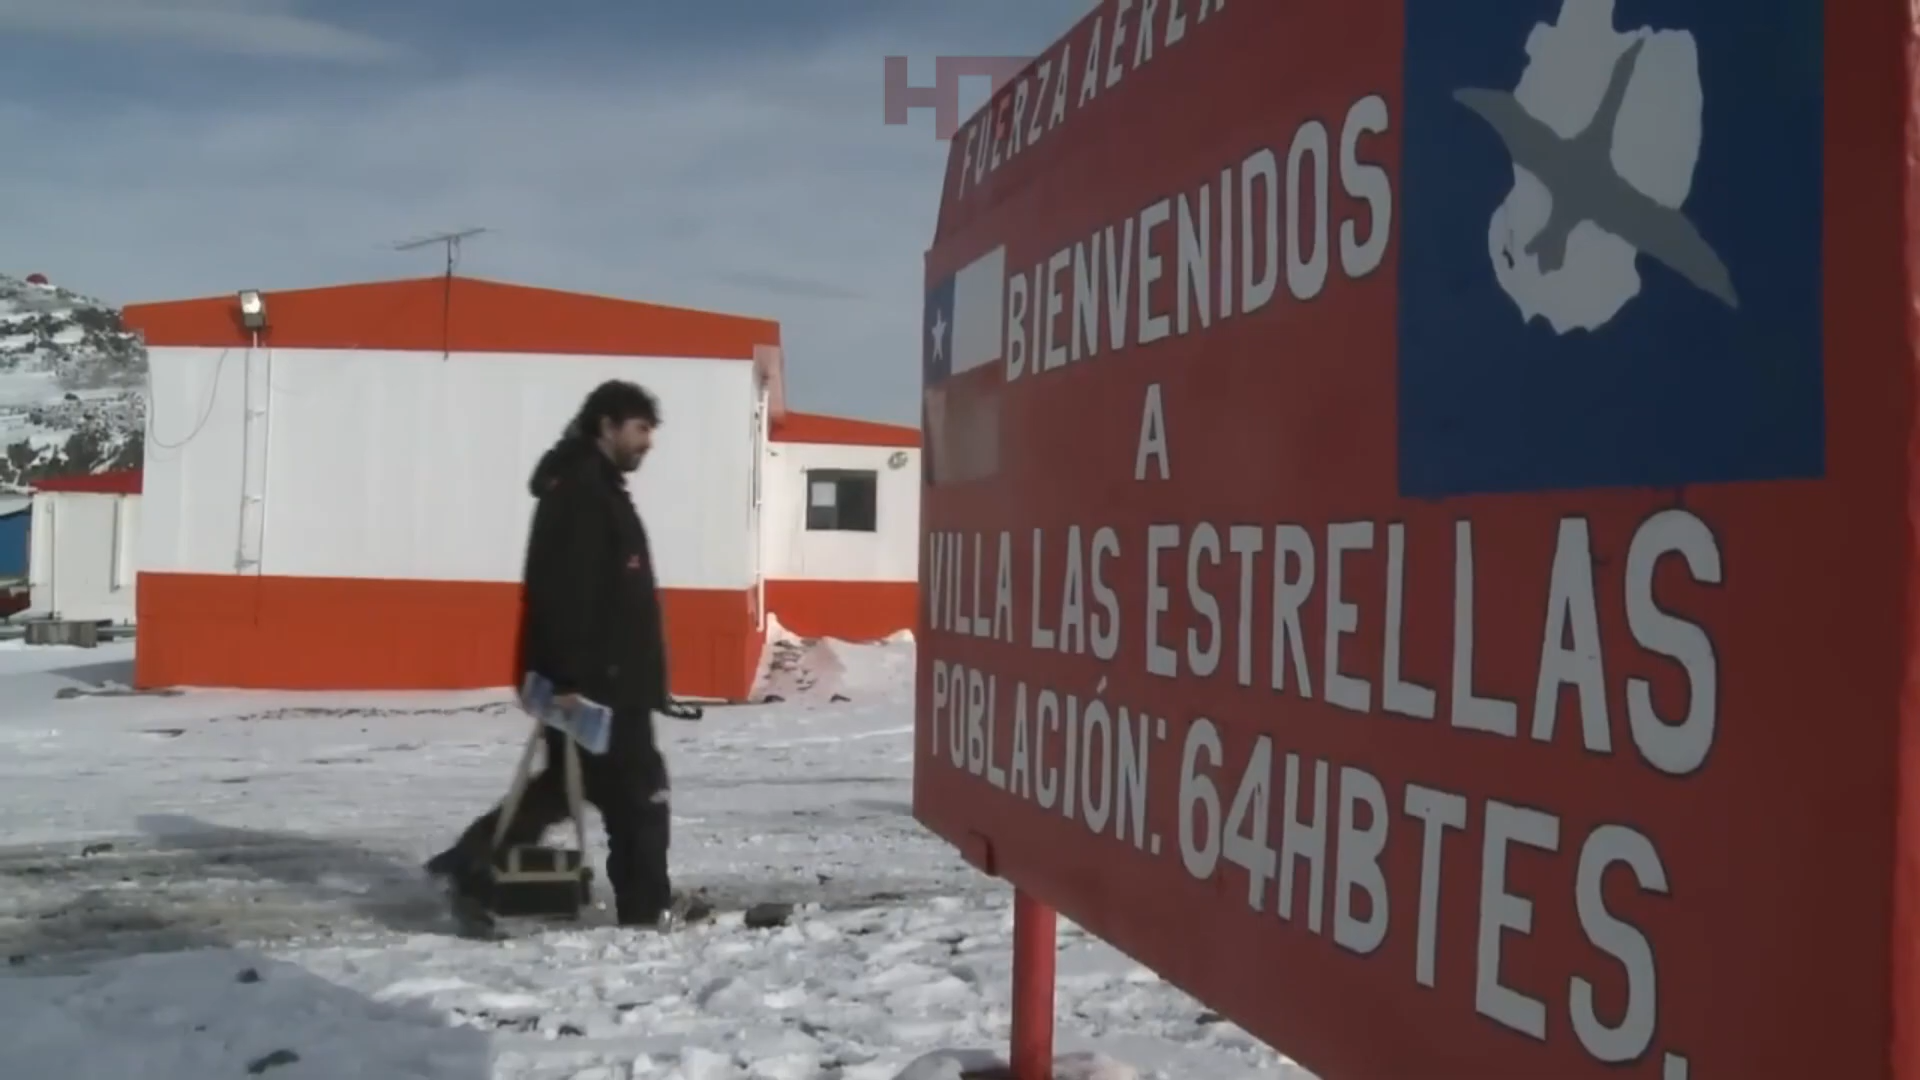 FUERZA AÉREA
BIENVENIDOS
A
VILLA LAS ESTRELLAS
POBLACIÓN: 64HBTES.